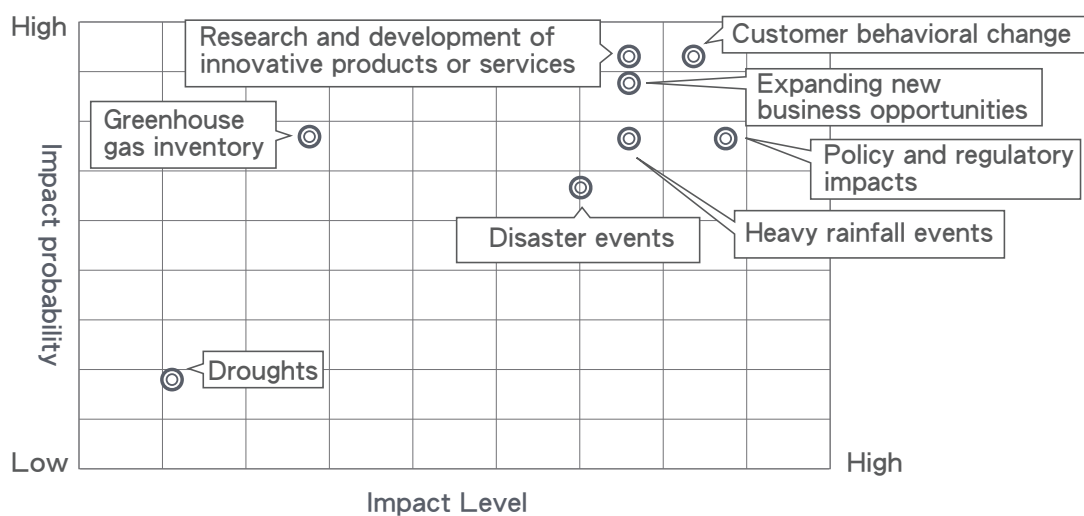 High
Research and development of
innovative products or services
Customer behavioral change
Expanding new
business opportunities
Greenhouse
gas inventory
Policy and regulatory
impacts
Impact probability
Disaster events
Heavy rainfall events
Droughts
Low
High
Impact Level